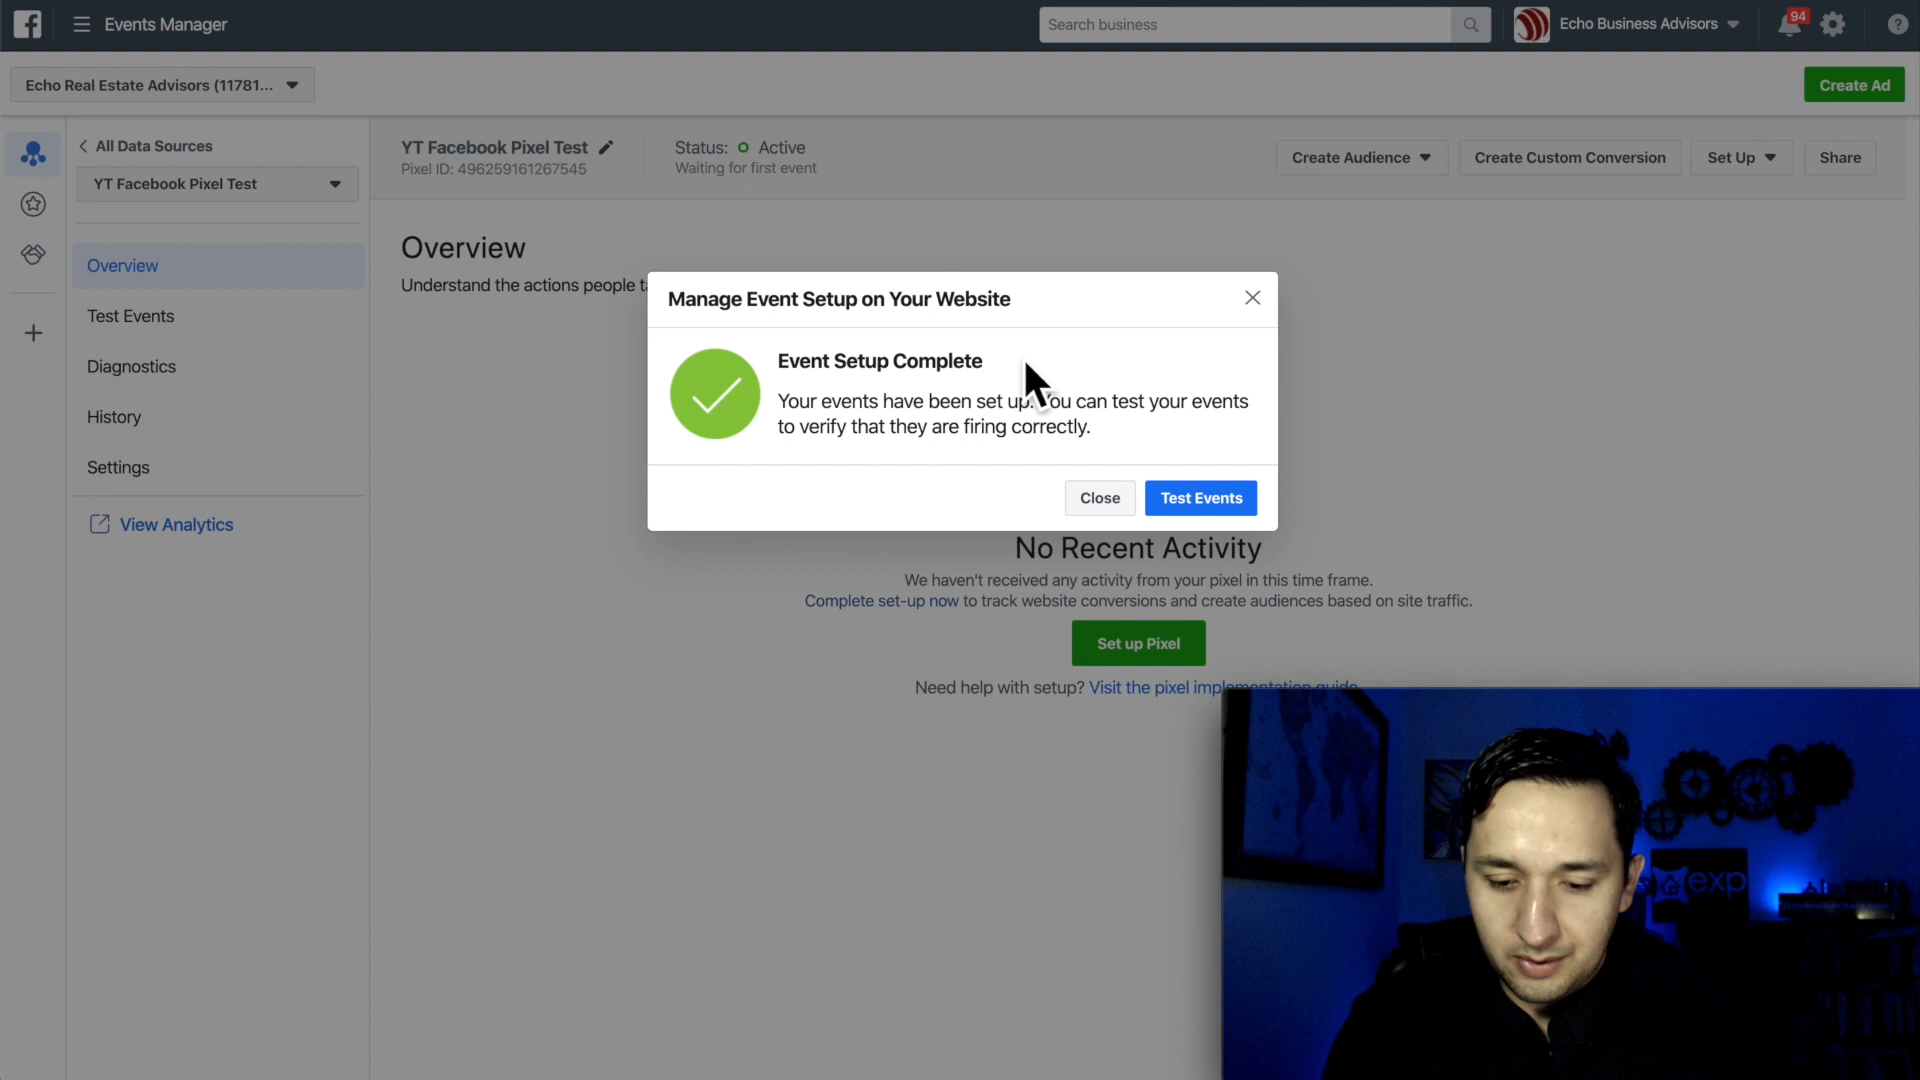 Events Manager
Search business
Echo Business Advisors
94
Echo Real Estate Advisors (11781...
Create Ad
All Data Sources
YT Facebook Pixel Test
YT Facebook Pixel Test
Pixel ID: 496259161267545
Status: Active
Waiting for first event
Create Audience
Create Custom Conversion
Set Up
Share
Overview
Test Events
Diagnostics
History
Settings
View Analytics
Overview
Understand the actions people
Manage Event Setup on Your Website
Event Setup Complete
Your events have been set up. You can test your events
to verify that they are firing correctly.
Close
Test Events
No Recent Activity
We haven't received any activity from your pixel in this time frame.
Complete set-up now to track website conversions and create audiences based on site traffic.
Set up Pixel
Need help with setup? Visit the pixel implementation guide
exp